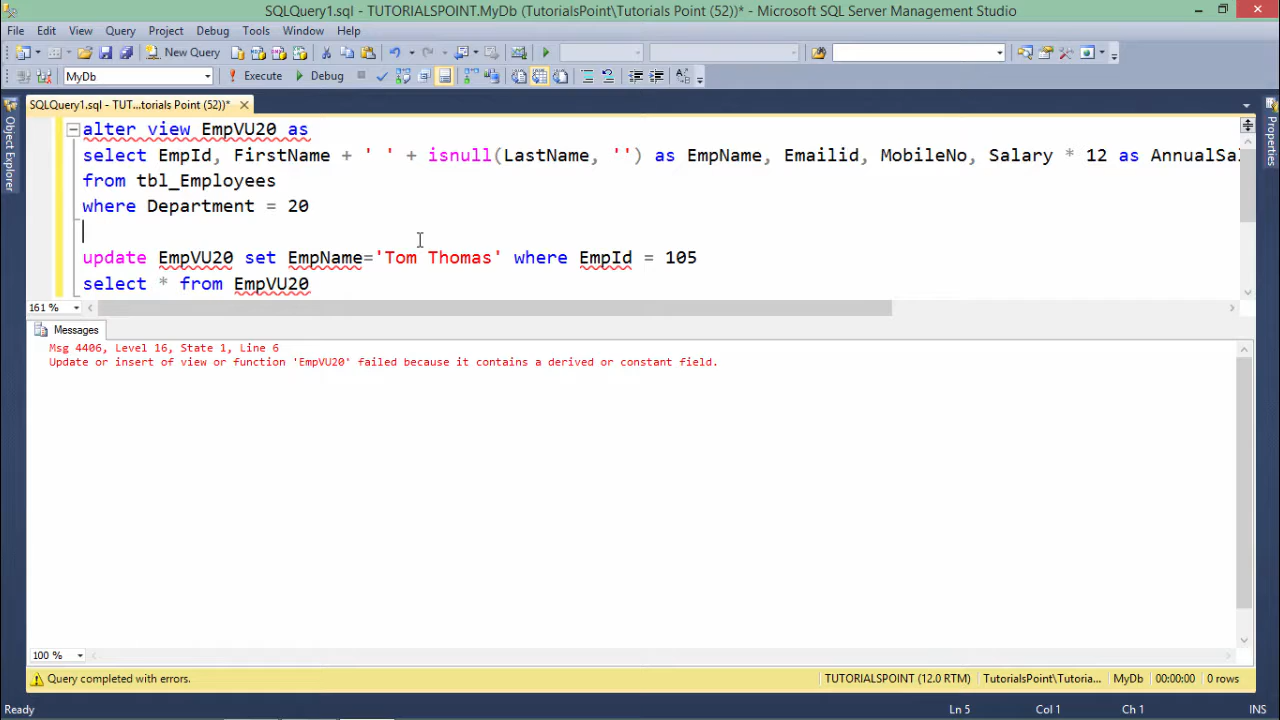 SQLQuery1.sql - TUTORIALSPOINT.MyDb (TutorialsPoint\Tutorials Point (52))* - Microsoft SQL Server Management Studio
File Edit View Query Project Debug Tools Window Help
New Query
MyDb Execute Debug
SQLQuery1.sql - TUT...torials Point (52))*
Object Explorer
Properties
alter view EmpVU20 as
select EmpId, FirstName + ' ' + isnull(LastName, '') as EmpName, Emailid, MobileNo, Salary * 12 as AnnualSal
from tbl_Employees
where Department = 20
update EmpVU20 set EmpName='Tom Thomas' where EmpId = 105
select * from EmpVU20
161 %
Messages
Msg 4406, Level 16, State 1, Line 6
Update or insert of view or function 'EmpVU20' failed because it contains a derived or constant field.
100 %
Query completed with errors. TUTORIALSPOINT (12.0 RTM) TutorialsPoint\Tutoria... MyDb 00:00:00 0 rows
Ready Ln 5 Col 1 Ch 1 INS